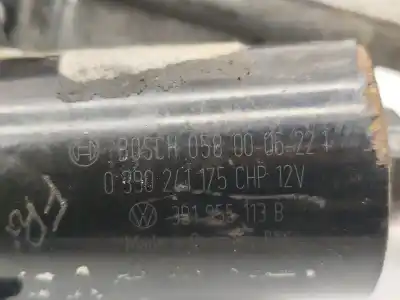 BOSCH 058 00-06-22 1
0 390 241 175 CHP 12V
3B1 955 113 B